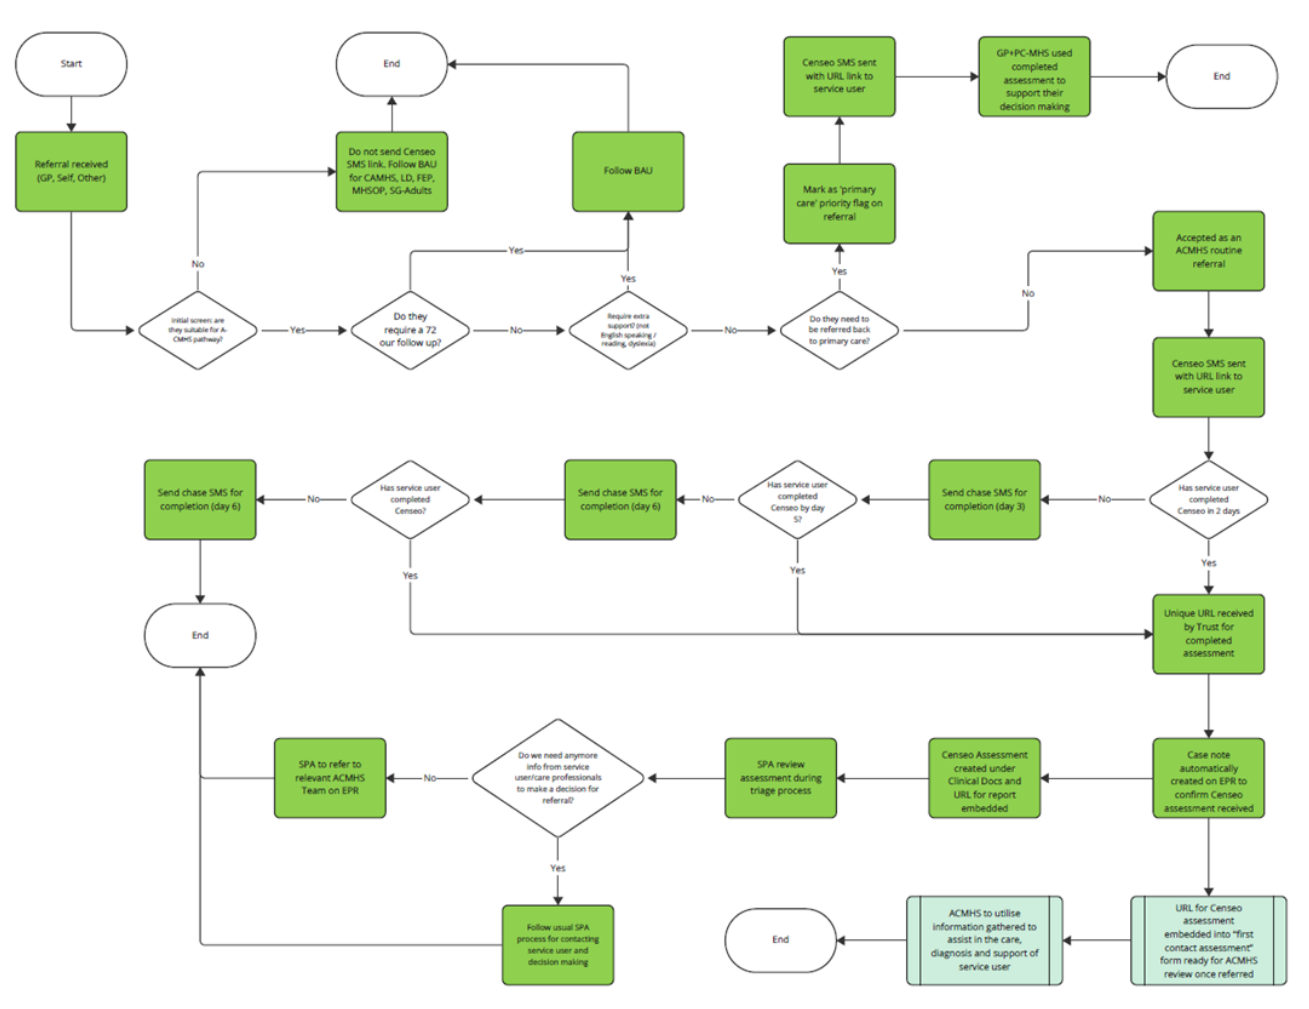 Start
End
Censeo SMS sent
with URL link to
service user
GP+PC-MHS used
completed
assessment to
support their
decision making
End
Referral received
(GP, Self, Other)
Do not send Censeo
SMS link. Follow BAU
for CAMHS, LD, FEP,
MHSOP, SG-Adults
Follow BAU
Mark as 'primary
care' priority flag on
referral
Accepted as an
ACMHS routine
referral
No
Yes
Yes
Yes
No
Initial screen: are
they suitable for A-
CMHS pathway?
Yes
Do they
require a 72
our follow up?
No
Require extra
support? (not
English speaking /
reading, dyslexia)
No
Do they need to
be referred back
to primary care?
Censeo SMS sent
with URL link to
service user
Send chase SMS for
completion (day 6)
No
Has service user
completed
Censeo?
Send chase SMS for
completion (day 6)
No
Has service user
completed
Censeo by day
5?
Send chase SMS for
completion (day 3)
No
Has service user
completed
Censeo in 2 days
Yes
Yes
Yes
End
Unique URL received
by Trust for
completed
assessment
SPA to refer to
relevant ACMHS
Team on EPR
No
Do we need anymore
info from service
user/care professionals
to make a decision for
referral?
SPA review
assessment during
triage process
Censeo Assessment
created under
Clinical Docs and
URL for report
embedded
Case note
automatically
created on EPR to
confirm Censeo
assessment received
Yes
Follow usual SPA
process for contacting
service user and
decision making
End
ACMHS to utilise
information gathered to
assist in the care,
diagnosis and support of
service user
URL for Censeo
assessment
embedded into "first
contact assessment"
form ready for ACMHS
review once referred